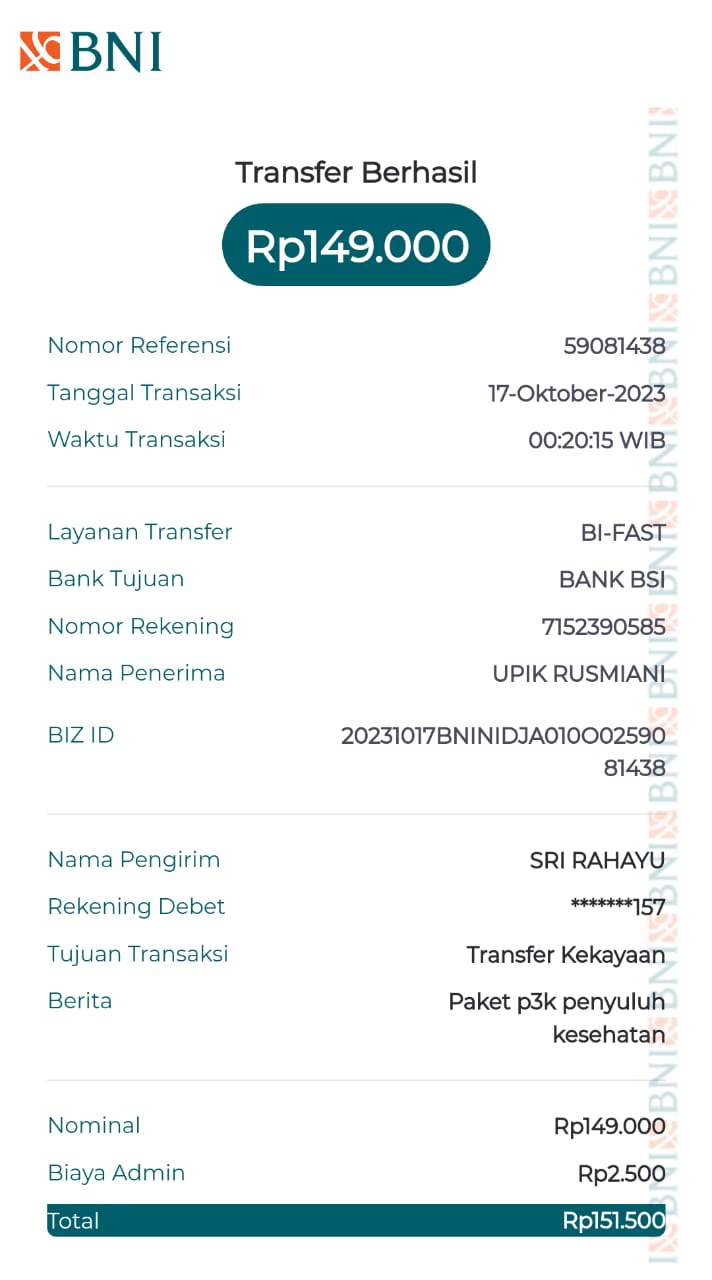 BNI
Transfer Berhasil
Rp149.000
Nomor Referensi 59081438
Tanggal Transaksi 17-Oktober-2023
Waktu Transaksi 00:20:15 WIB
Layanan Transfer BI-FAST
Bank Tujuan BANK BSI
Nomor Rekening 7152390585
Nama Penerima UPIK RUSMIANI
BIZ ID 20231017BNINIDJA010O02590
81438
Nama Pengirim SRI RAHAYU
Rekening Debet *******157
Tujuan Transaksi Transfer Kekayaan
Berita Paket p3k penyuluh
kesehatan
Nominal Rp149.000
Biaya Admin Rp2.500
Total Rp151.500
BNI BNI BNI BNI BNI BNI BNI BNI BNI BNI BNI